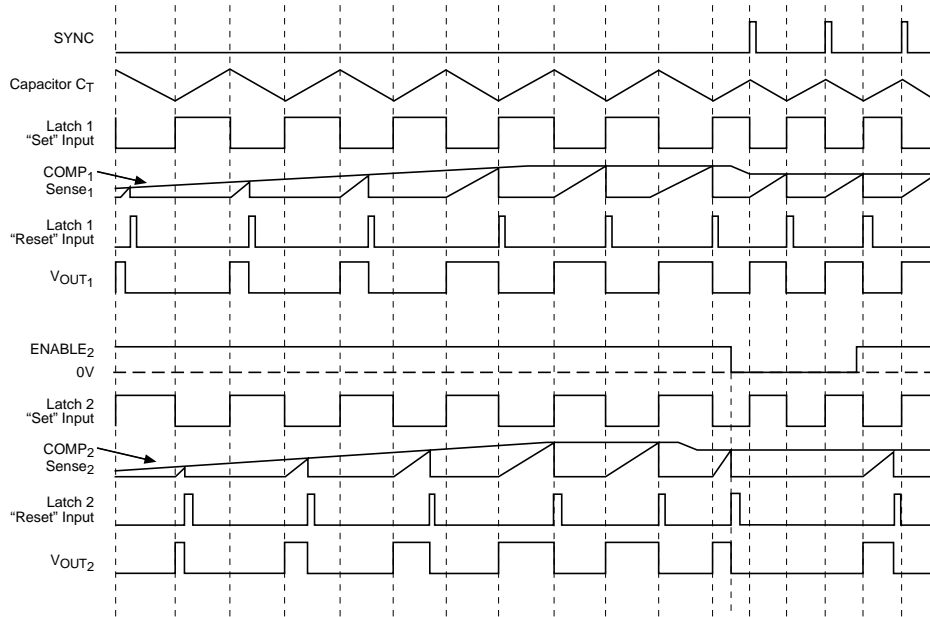 SYNC
Capacitor CT
Latch 1
“Set” Input
COMP1
Sense1
Latch 1
“Reset” Input
VOUT1
ENABLE2
0V
Latch 2
“Set” Input
COMP2
Sense2
Latch 2
“Reset” Input
VOUT2